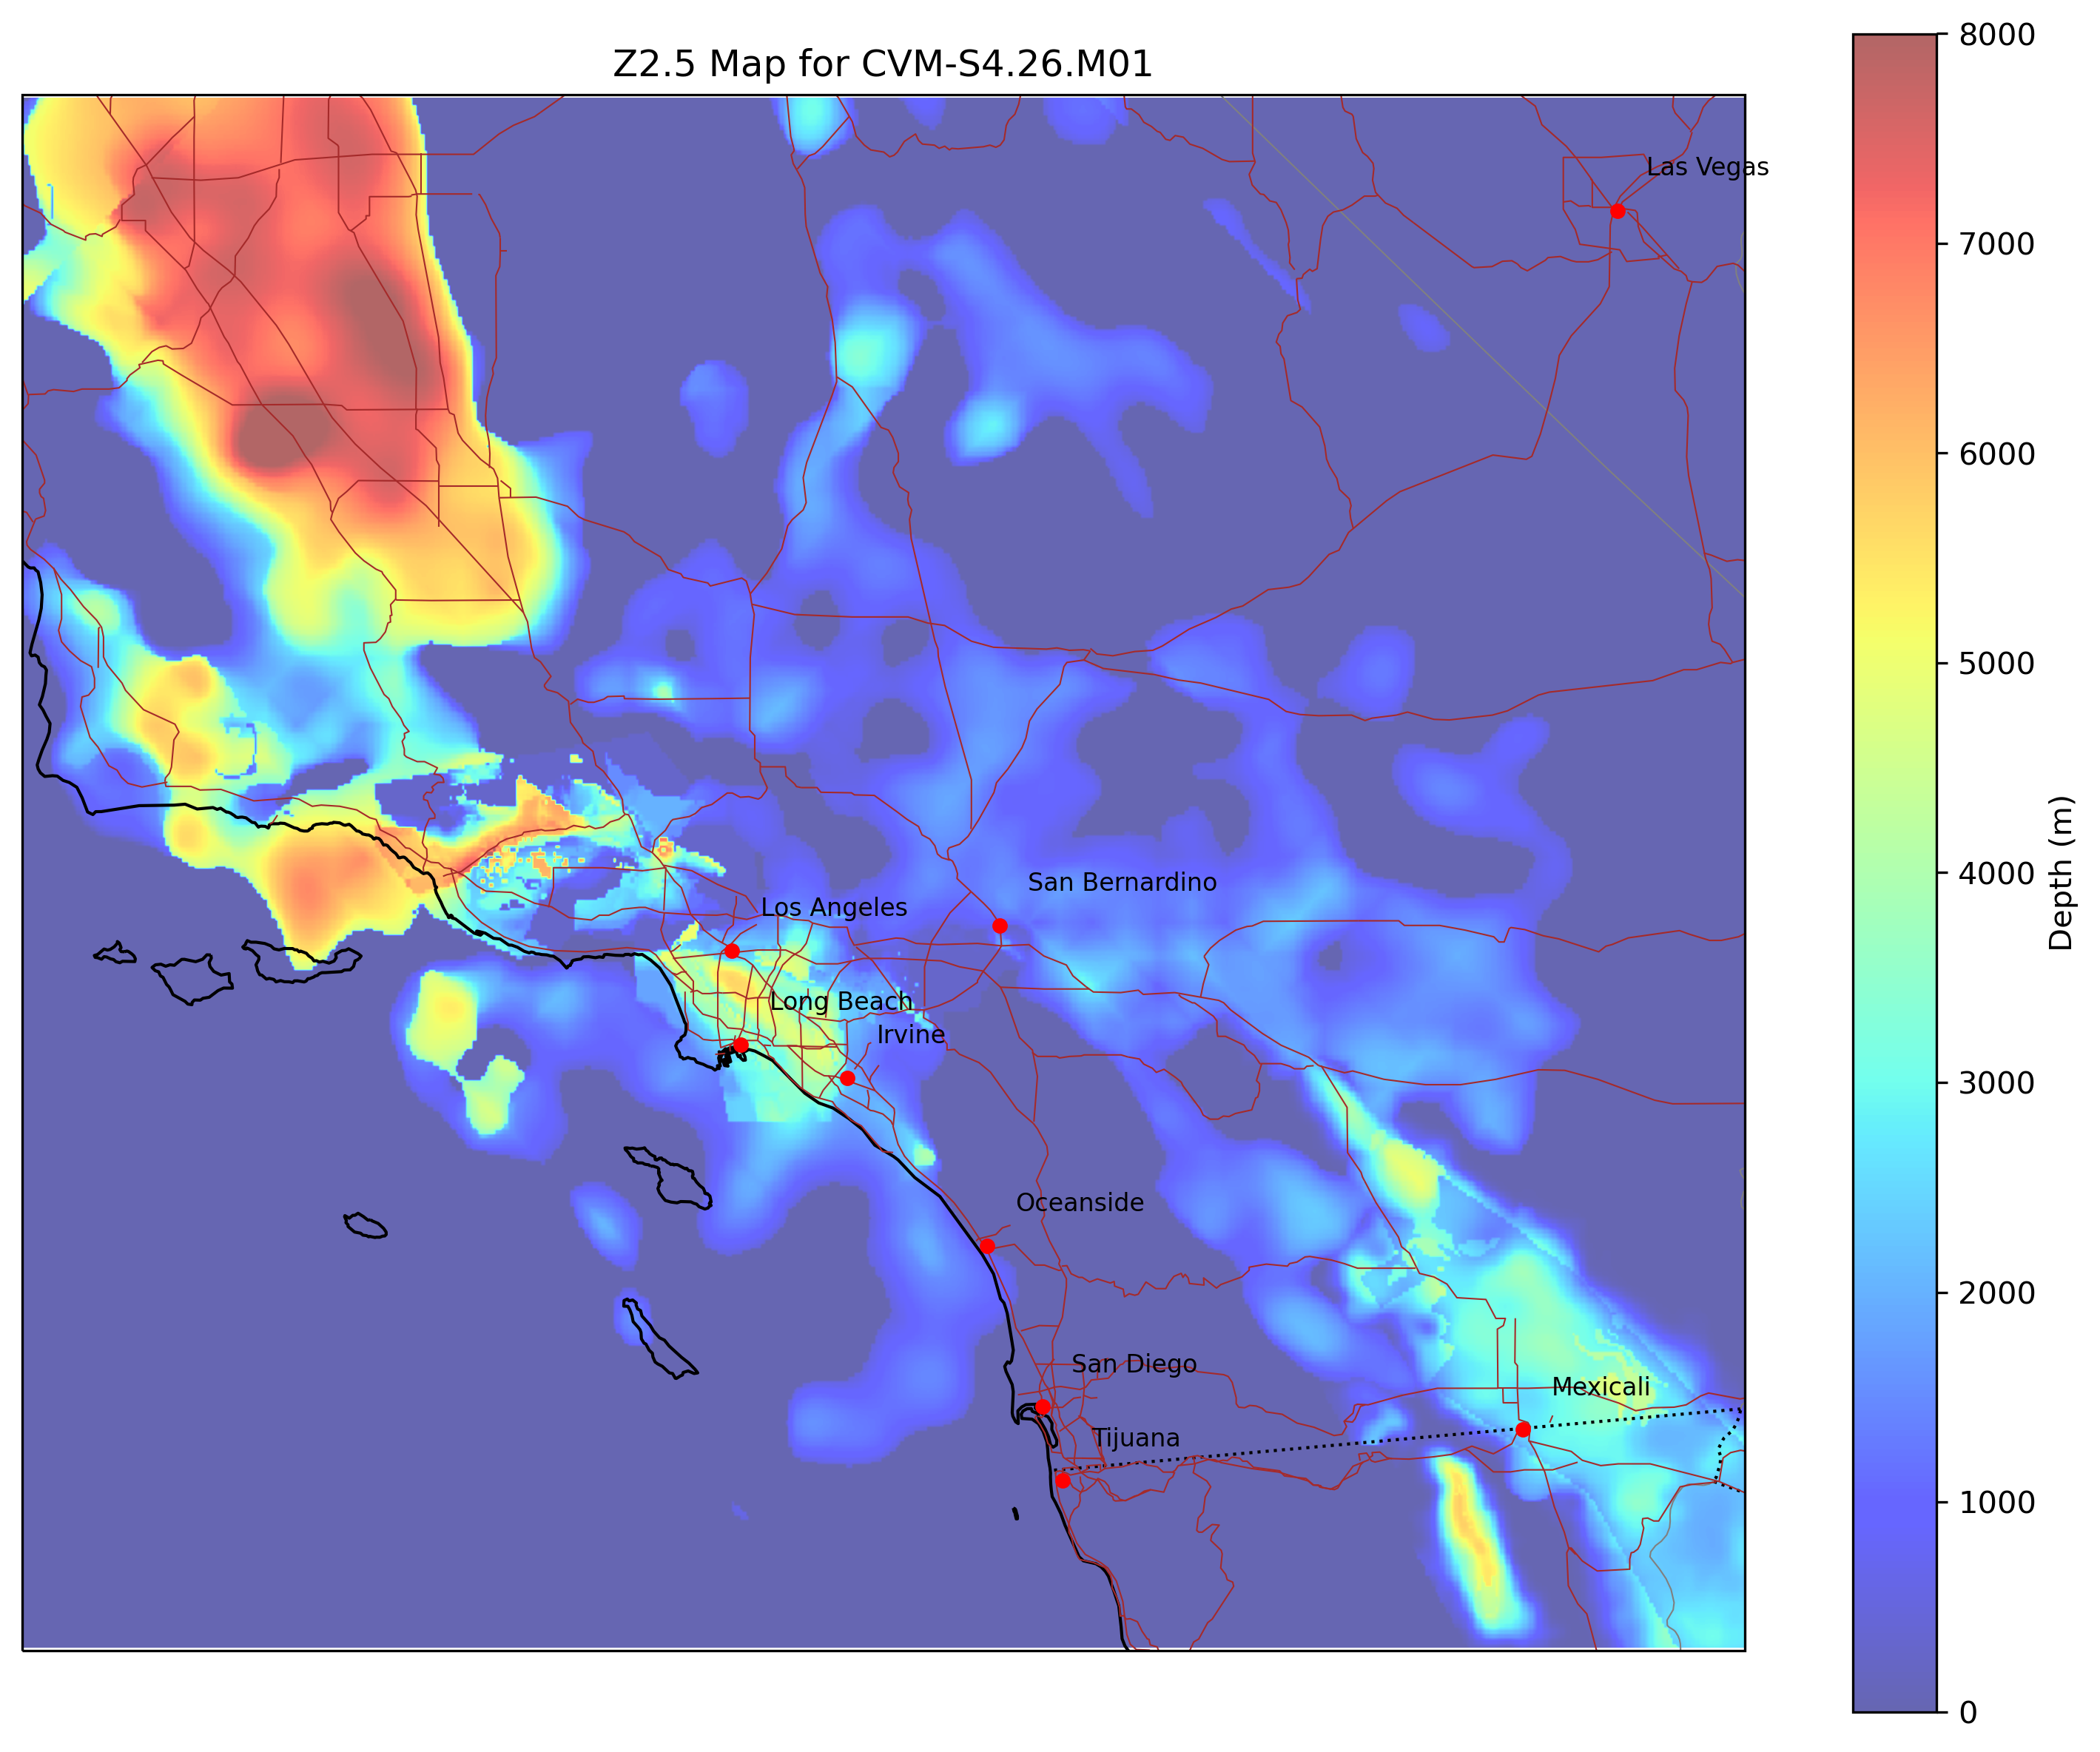 Z2.5 Map for CVM-S4.26.M01
Las Vegas
San Bernardino
Los Angeles
Long Beach
Irvine
Oceanside
San Diego
Mexicali
Tijuana
8000
7000
6000
5000
4000
3000
2000
1000
0
Depth (m)